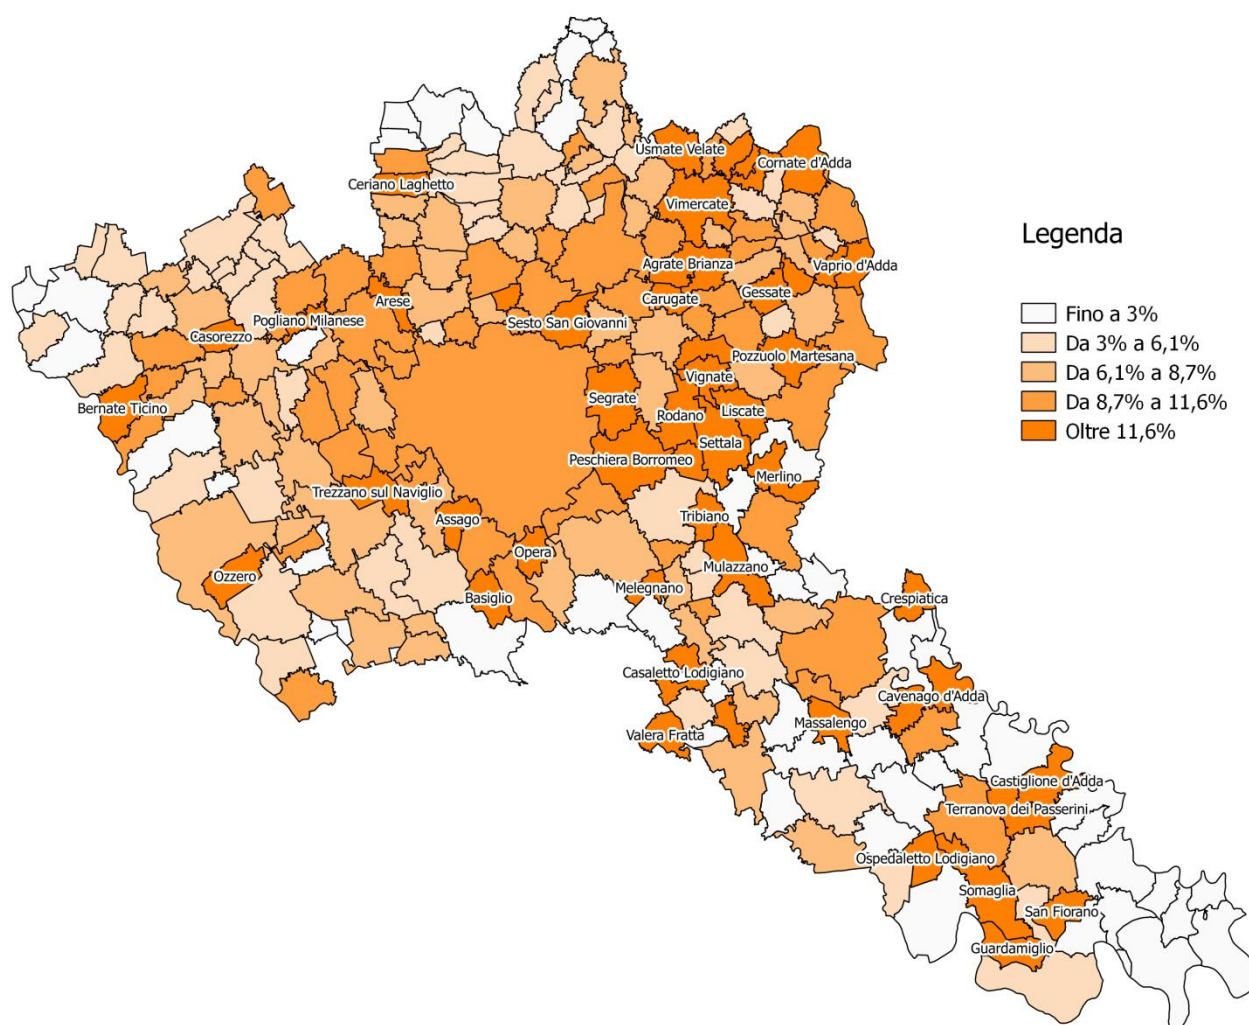 Usmate Velate
Cornate d'Adda
Ceriano Laghetto
Vimercate
Agrate Brianza
Vaprio d'Adda
Arese
Carugate
Gessate
Pogliano Milanese
Sesto San Giovanni
Casorezzo
Pozzuolo Martesana
Vignate
Bernate Ticino
Segrate
Rodano
Liscate
Settala
Peschiera Borromeo
Merlino
Trezzano sul Naviglio
Assago
Tribiano
Opera
Mulazzano
Ozzero
Basiglio
Melegnano
Crespiatica
Casaletto Lodigiano
Cavenago d'Adda
Massalengo
Valera Fratta
Castiglione d'Adda
Terranova dei Passerini
Ospedaletto Lodigiano
Somaglia
San Fiorano
Guardamiglio
Legenda
Fino a 3%
Da 3% a 6,1%
Da 6,1% a 8,7%
Da 8,7% a 11,6%
Oltre 11,6%